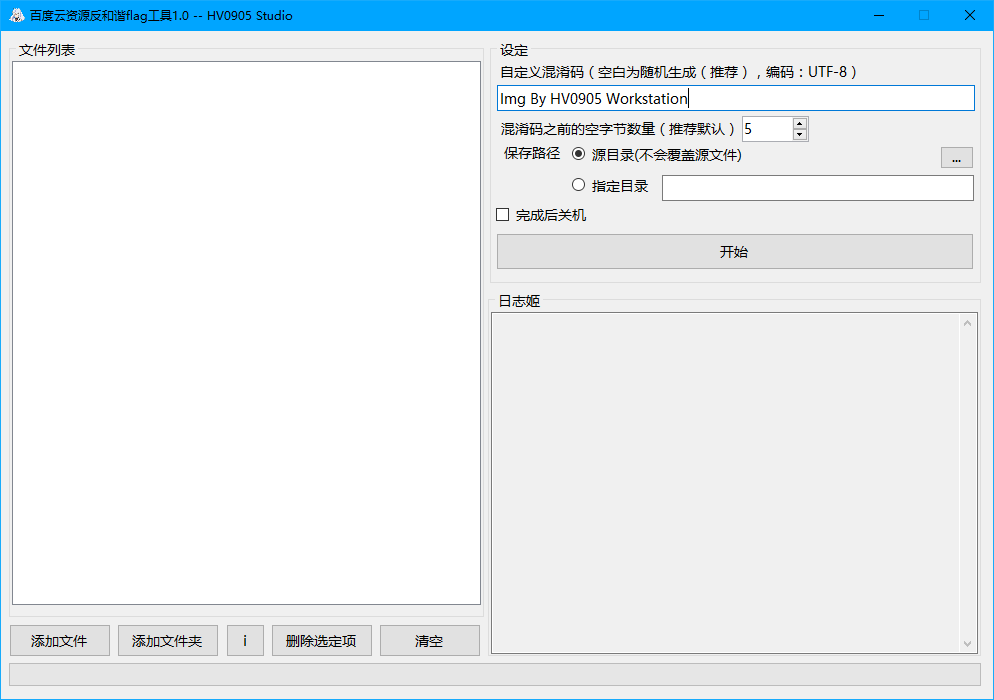 百度云资源反和谐flag工具1.0 -- HV0905 Studio
文件列表
设定
自定义混淆码（空白为随机生成（推荐），编码：UTF-8）
Img By HV0905 Workstation
混淆码之前的空字节数量（推荐默认） 5
保存路径 源目录(不会覆盖源文件) ...
指定目录
完成后关机
开始
日志姬
添加文件 添加文件夹 i 删除选定项 清空